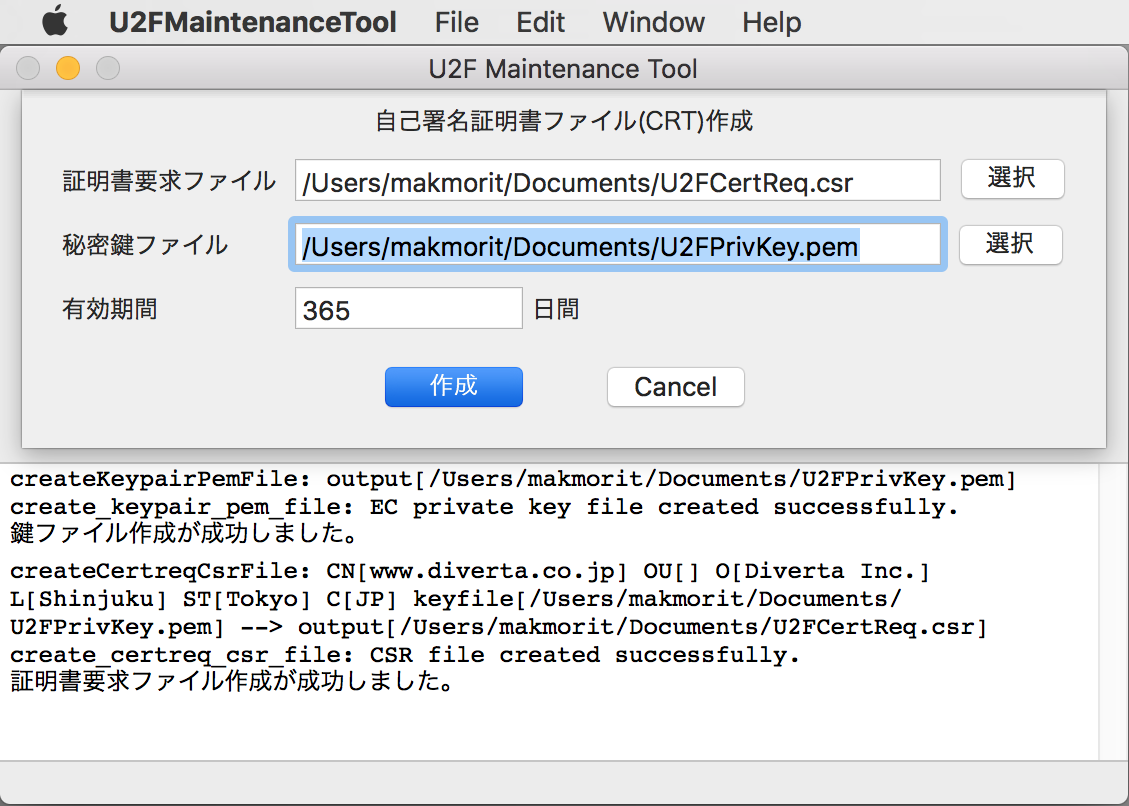 U2FMaintenanceTool File Edit Window Help
U2F Maintenance Tool
自己署名証明書ファイル(CRT)作成
証明書要求ファイル /Users/makmorit/Documents/U2FCertReq.csr 選択
秘密鍵ファイル /Users/makmorit/Documents/U2FPrivKey.pem 選択
有効期間 365 日間
作成 Cancel
createKeypairPemFile: output[/Users/makmorit/Documents/U2FPrivKey.pem]
create_keypair_pem_file: EC private key file created successfully.
鍵ファイル作成が成功しました。
createCertreqCsrFile: CN[www.diverta.co.jp] OU[] O[Diverta Inc.]
L[Shinjuku] ST[Tokyo] C[JP] keyfile[/Users/makmorit/Documents/
U2FPrivKey.pem] --> output[/Users/makmorit/Documents/U2FCertReq.csr]
create_certreq_csr_file: CSR file created successfully.
証明書要求ファイル作成が成功しました。